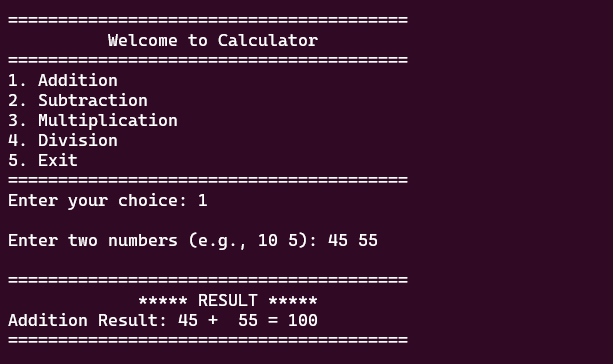 ========================================
          Welcome to Calculator
========================================
1. Addition
2. Subtraction
3. Multiplication
4. Division
5. Exit
========================================
Enter your choice: 1

Enter two numbers (e.g., 10 5): 45 55

========================================
             ***** RESULT *****
Addition Result: 45 +  55 = 100
========================================